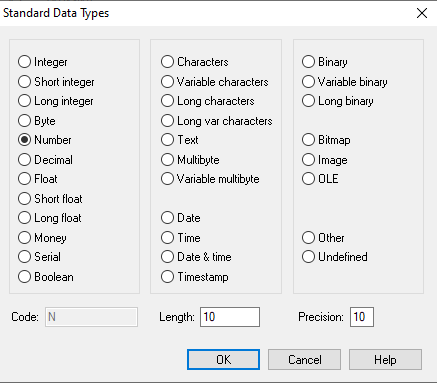 Standard Data Types
Integer
Short integer
Long integer
Byte
Number
Decimal
Float
Short float
Long float
Money
Serial
Boolean
Characters
Variable characters
Long characters
Long var characters
Text
Multibyte
Variable multibyte
Date
Time
Date & time
Timestamp
Binary
Variable binary
Long binary
Bitmap
Image
OLE
Other
Undefined
Code: N Length: 10 Precision: 10
OK Cancel Help